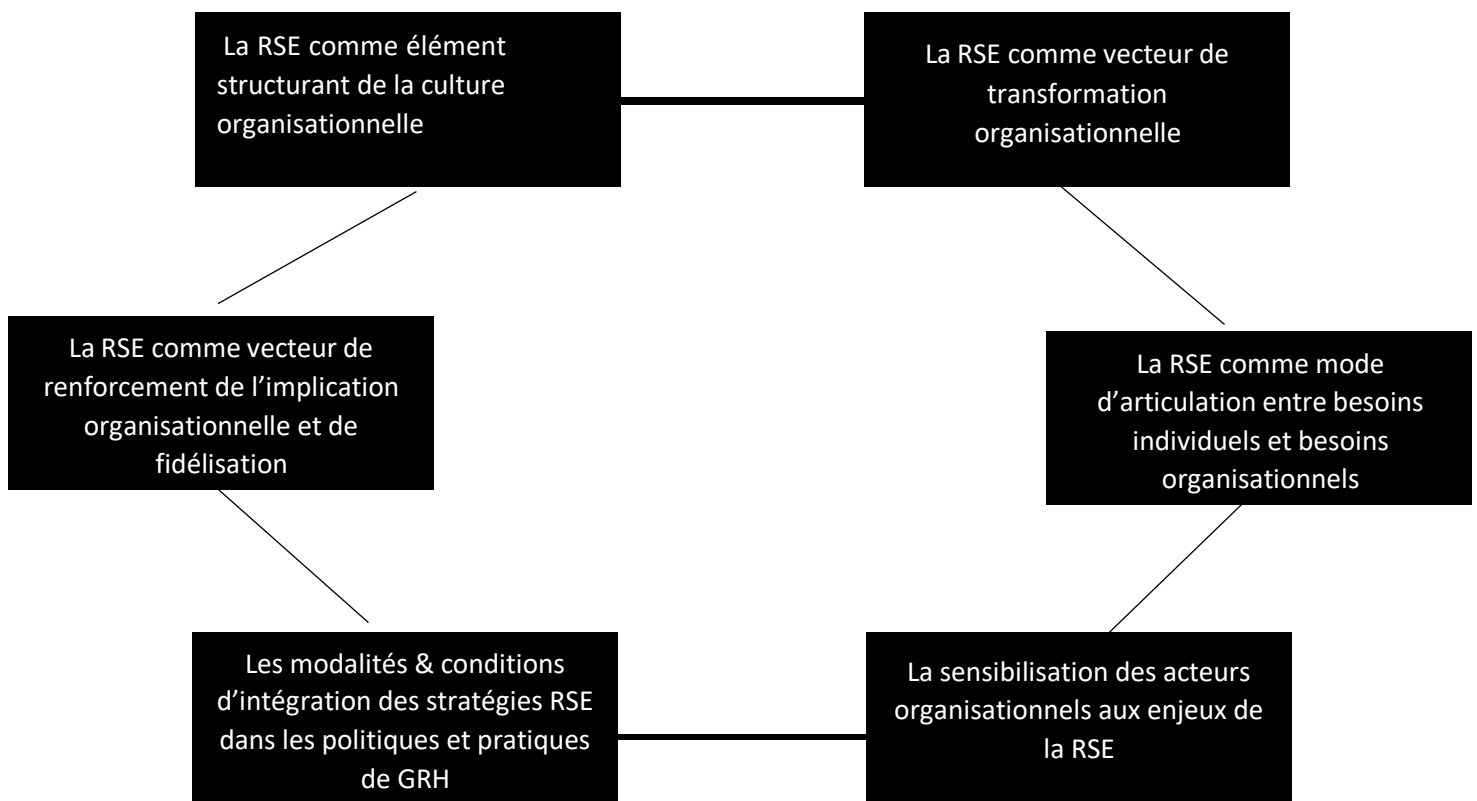 La RSE comme élément
structurant de la culture
organisationnelle
La RSE comme vecteur de
transformation
organisationnelle
La RSE comme vecteur de
renforcement de l’implication
organisationnelle et de
fidélisation
La RSE comme mode
d’articulation entre besoins
individuels et besoins
organisationnels
Les modalités & conditions
d’intégration des stratégies RSE
dans les politiques et pratiques
de GRH
La sensibilisation des acteurs
organisationnels aux enjeux de
la RSE